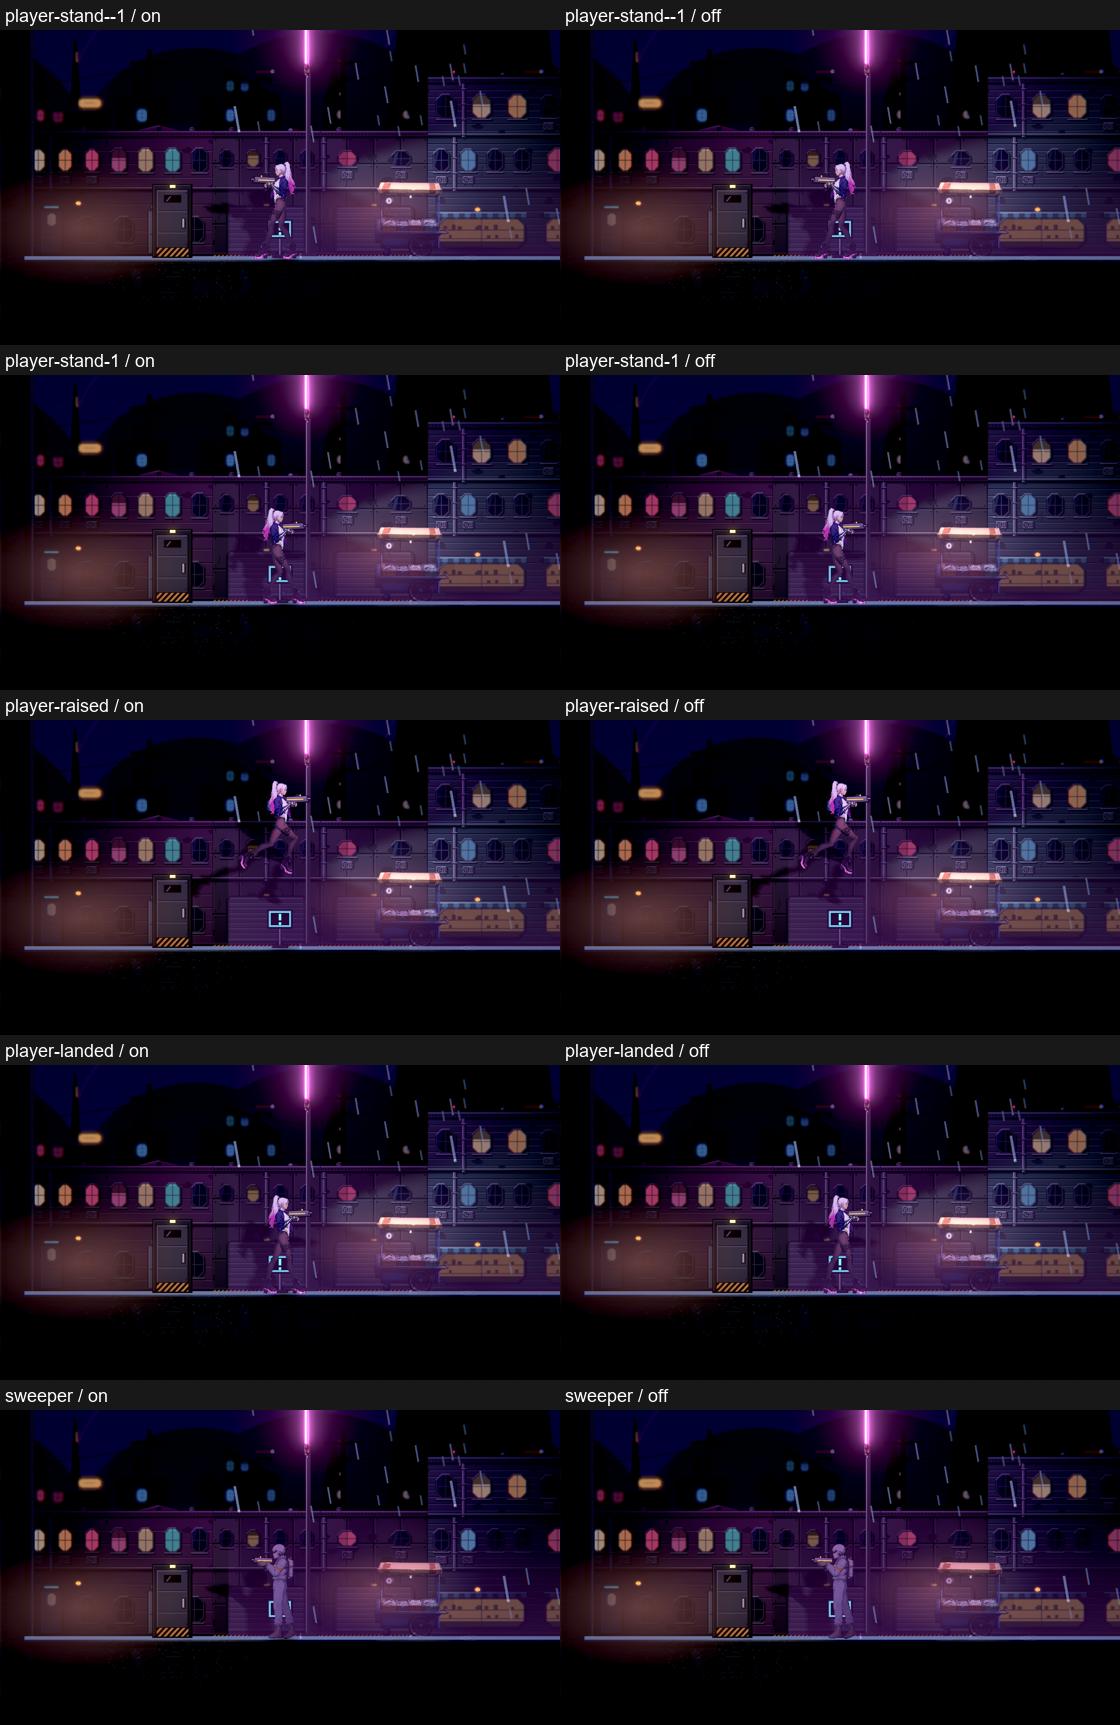 player-stand--1 / on
player-stand--1 / off
player-stand-1 / on
player-stand-1 / off
player-raised / on
player-raised / off
player-landed / on
player-landed / off
sweeper / on
sweeper / off